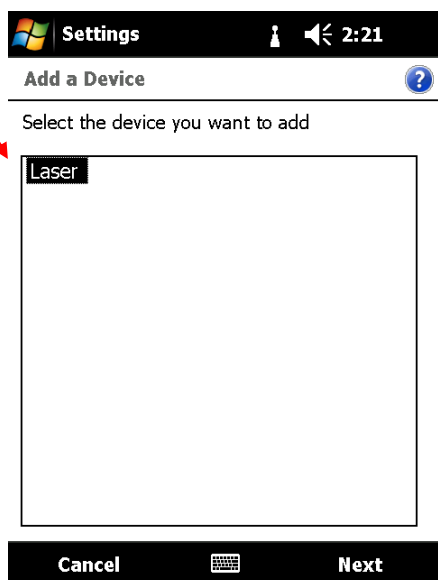 Settings 2:21
Add a Device ?
Select the device you want to add
Laser
Cancel Next